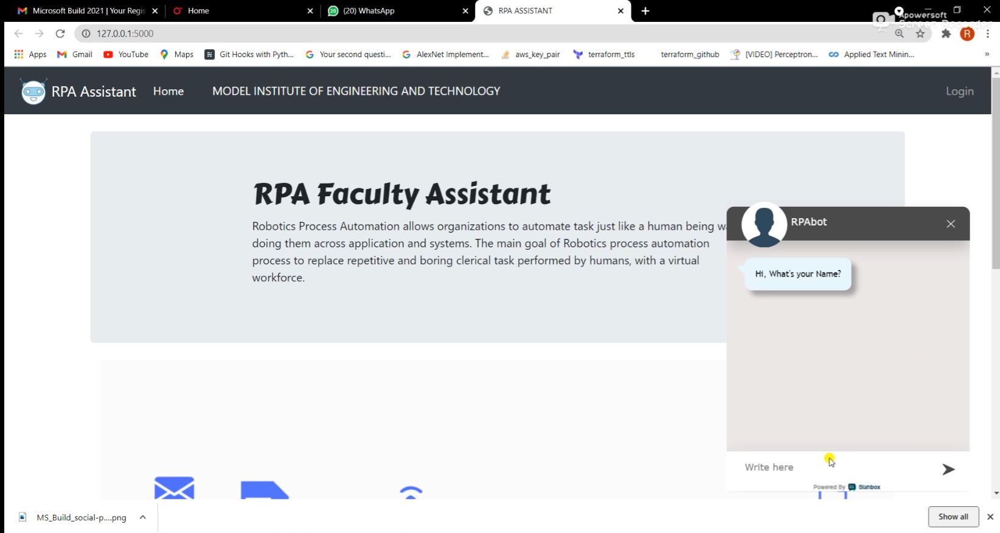 Microsoft Build 2021 | Your Regis
Home
(20) WhatsApp
RPA ASSISTANT
Apowersoft
Screen Recorder
127.0.0.1:5000
R
Apps
Gmail
YouTube
Maps
Git Hooks with Pyth...
Your second questi...
AlexNet Implement...
aws_key_pair
terraform_ttls
terraform_github
[VIDEO] Perceptron...
Applied Text Minin...
»
RPA Assistant
Home
MODEL INSTITUTE OF ENGINEERING AND TECHNOLOGY
Login
RPA Faculty Assistant
Robotics Process Automation allows organizations to automate task just like a human being w
doing them across application and systems. The main goal of Robotics process automation
process to replace repetitive and boring clerical task performed by humans, with a virtual
workforce.
RPAbot
Hi, What's your Name?
Write here
Powered By Blahbox
MS_Build_social-p....png
Show all